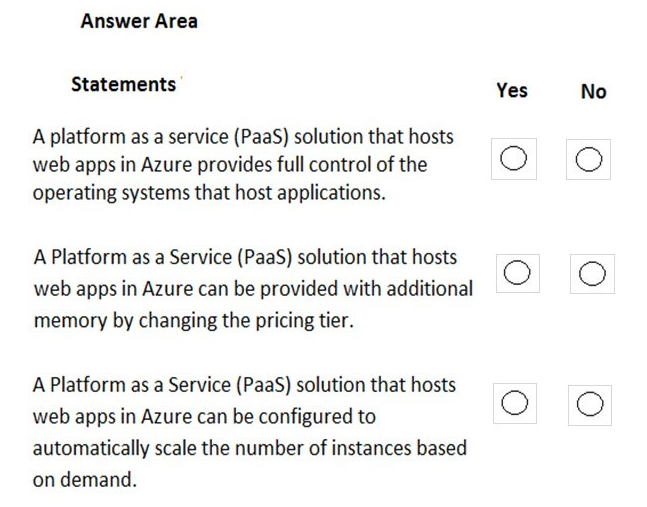 Answer Area
Statements
Yes
No
A platform as a service (PaaS) solution that hosts
web apps in Azure provides full control of the
operating systems that host applications.
A Platform as a Service (PaaS) solution that hosts
web apps in Azure can be provided with additional
memory by changing the pricing tier.
A Platform as a Service (PaaS) solution that hosts
web apps in Azure can be configured to
automatically scale the number of instances based
on demand.